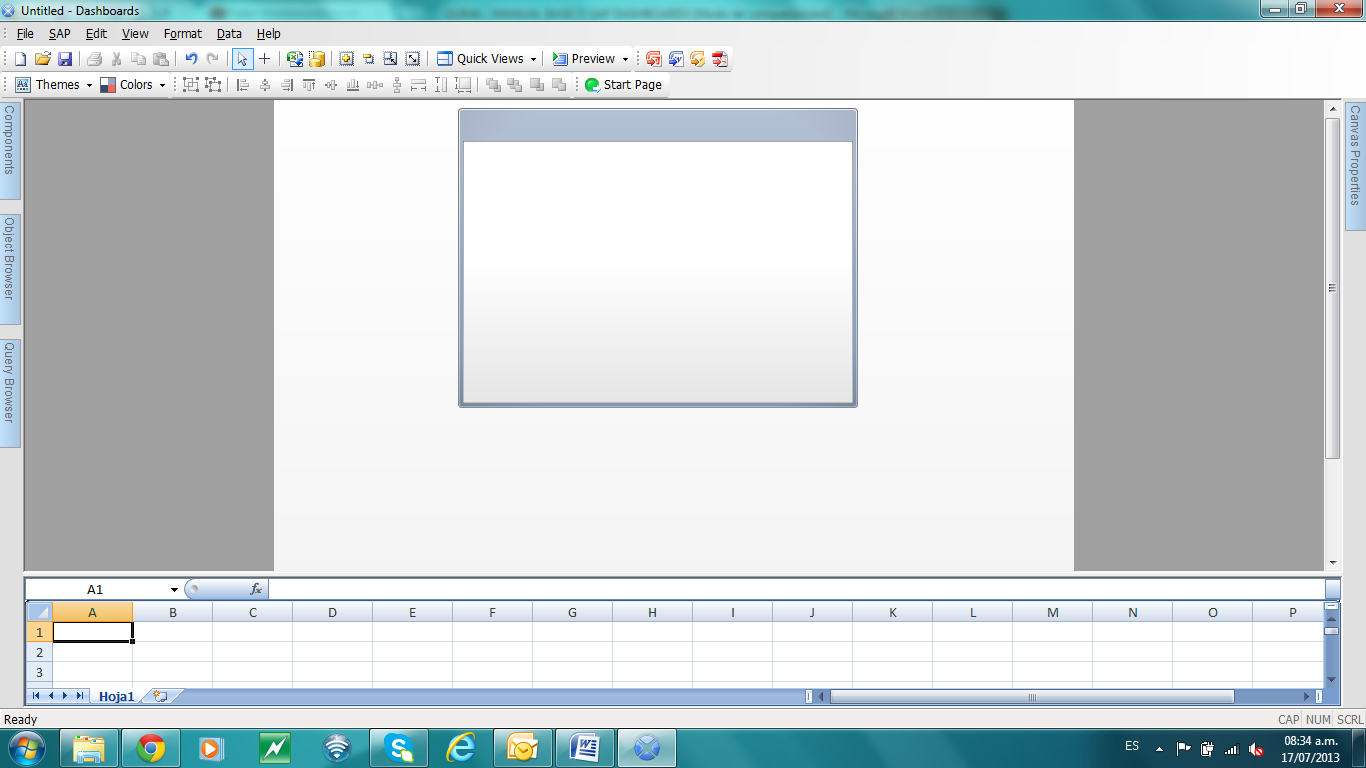 Untitled - Dashboards
File SAP Edit View Format Data Help
Quick Views Preview
Themes Colors Start Page
Components
Object Browser
Query Browser
Canvas Properties
A1 fx
A B C D E F G H I J K L M N O P
1
2
3
Hoja1
Ready CAP NUM SCRL
ES 08:34 a.m.
17/07/2013